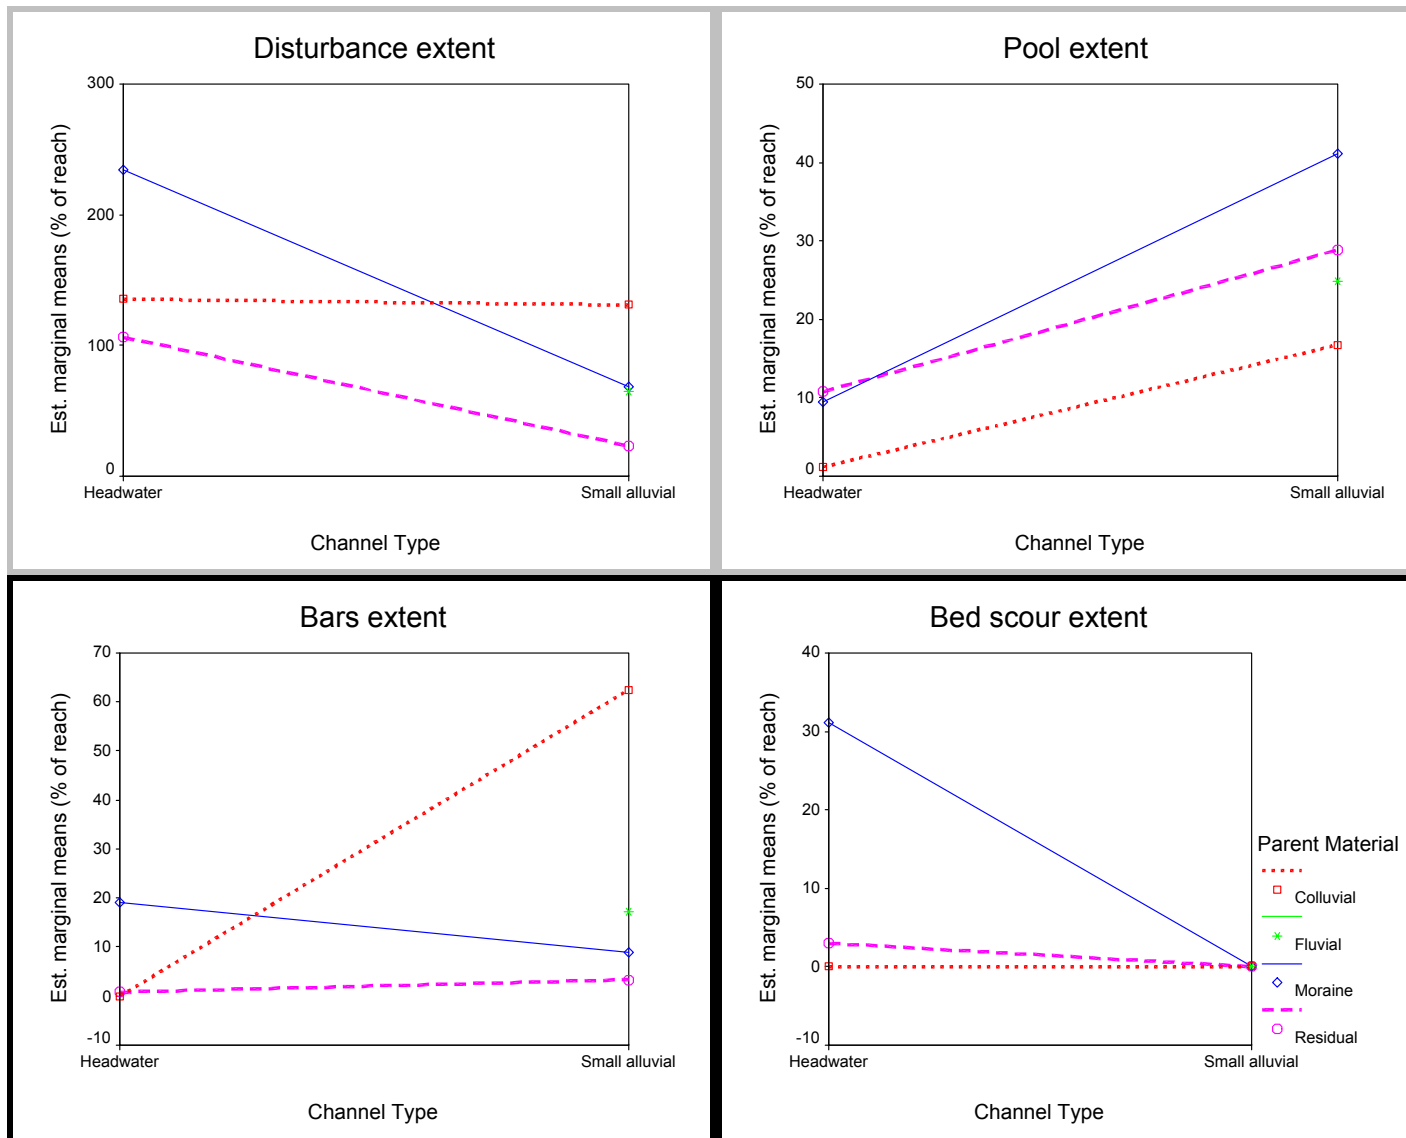 Disturbance extent
Est. marginal means (% of reach)
300
200
100
0
Headwater
Small alluvial
Channel Type
Pool extent
Est. marginal means (% of reach)
50
40
30
20
10
0
Headwater
Small alluvial
Channel Type
Bars extent
Est. marginal means (% of reach)
70
60
50
40
30
20
10
0
-10
Headwater
Small alluvial
Channel Type
Bed scour extent
Est. marginal means (% of reach)
40
30
20
10
0
-10
Headwater
Small alluvial
Channel Type
Parent Material
Colluvial
Fluvial
Moraine
Residual